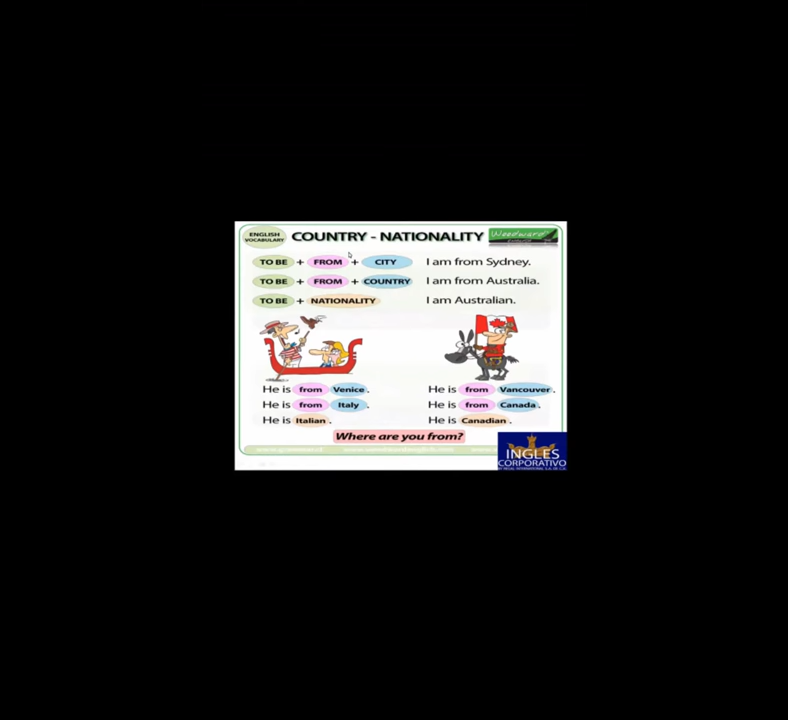 ENGLISH VOCABULARY
COUNTRY - NATIONALITY
Woodward
TO BE + FROM + CITY I am from Sydney.
TO BE + FROM + COUNTRY I am from Australia.
TO BE + NATIONALITY I am Australian.
He is from Venice. He is from Vancouver.
He is from Italy. He is from Canada.
He is Italian. He is Canadian.
Where are you from?
INGLES
CORPORATIVO